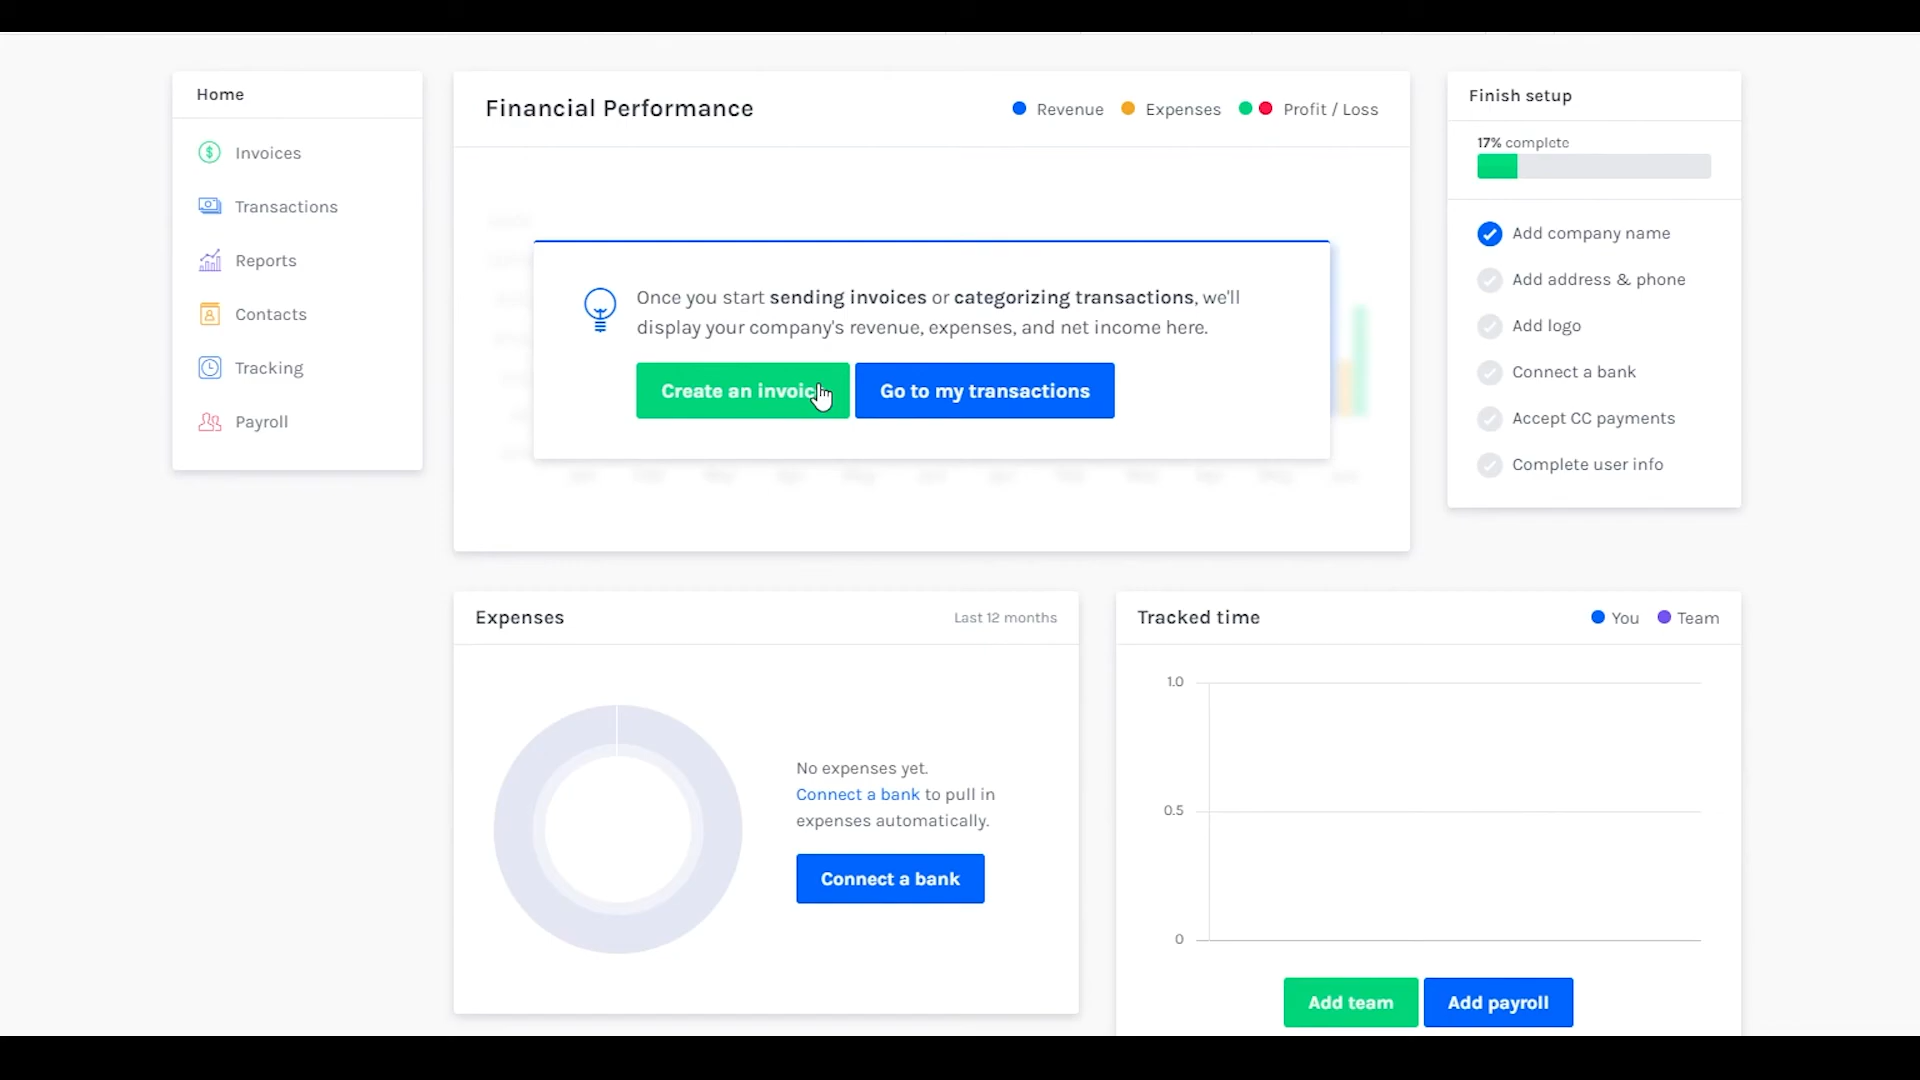 Home
Invoices
Transactions
Reports
Contacts
Tracking
Payroll
Financial Performance
Revenue
Expenses
Profit / Loss
Once you start sending invoices or categorizing transactions, we'll
display your company's revenue, expenses, and net income here.
Create an invoic
Go to my transactions
Finish setup
17% complete
Add company name
Add address & phone
Add logo
Connect a bank
Accept CC payments
Complete user info
Expenses
Last 12 months
No expenses yet.
Connect a bank to pull in
expenses automatically.
Connect a bank
Tracked time
You
Team
1.0
0.5
0
Add team
Add payroll